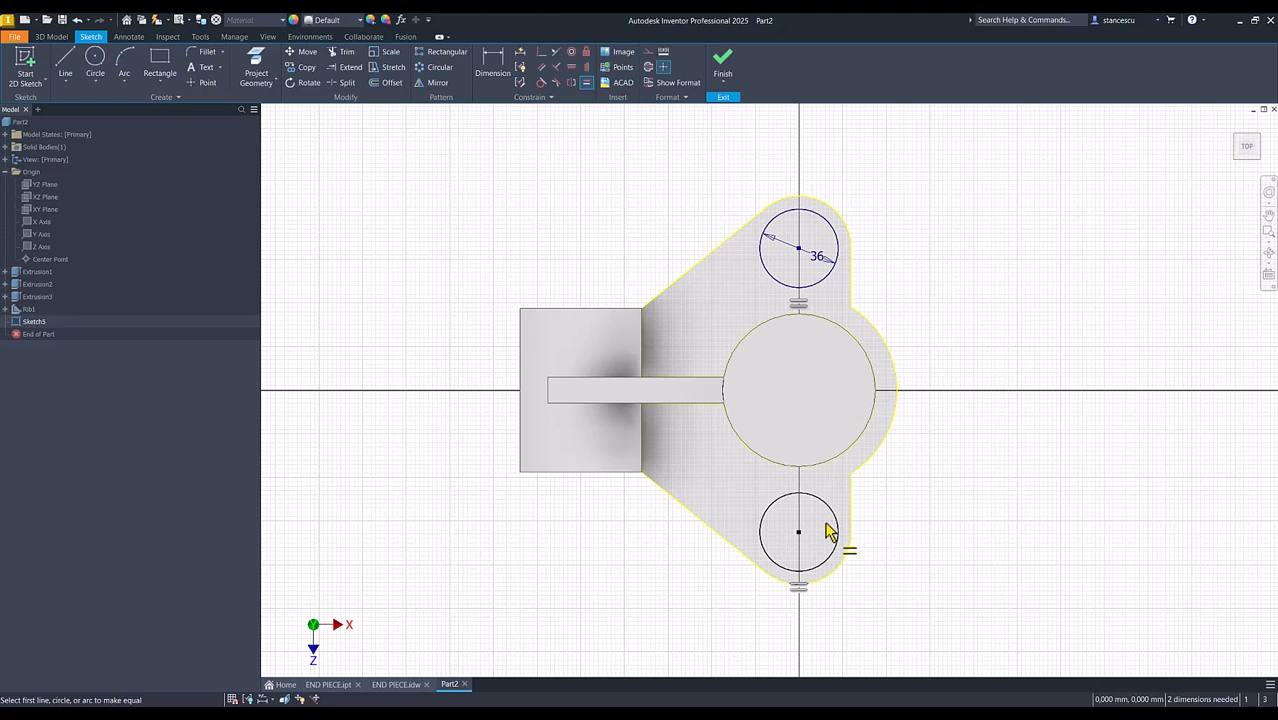 Material
Default
Autodesk Inventor Professional 2025 Part2
Search Help & Commands...
stancescu
File
3D Model
Sketch
Annotate
Inspect
Tools
Manage
View
Environments
Collaborate
Fusion
Start
2D Sketch
Line
Circle
Arc
Rectangle
Fillet
Text
Point
Project
Geometry
Move
Copy
Rotate
Trim
Extend
Split
Scale
Stretch
Offset
Rectangular
Circular
Mirror
Dimension
Image
Points
ACAD
Show Format
Finish
Sketch
Create
Modify
Pattern
Constrain
Insert
Format
Exit
Model
Part2
Model States: [Primary]
Solid Bodies(1)
View: [Primary]
Origin
YZ Plane
XZ Plane
XY Plane
X Axis
Y Axis
Z Axis
Center Point
Extrusion1
Extrusion2
Extrusion3
Rib1
Sketch5
End of Part
TOP
36
Y
X
Z
Home
END PIECE.ipt
END PIECE.idw
Part2
Select first line, circle, or arc to make equal
0,000 mm, 0,000 mm
2 dimensions needed
1
3